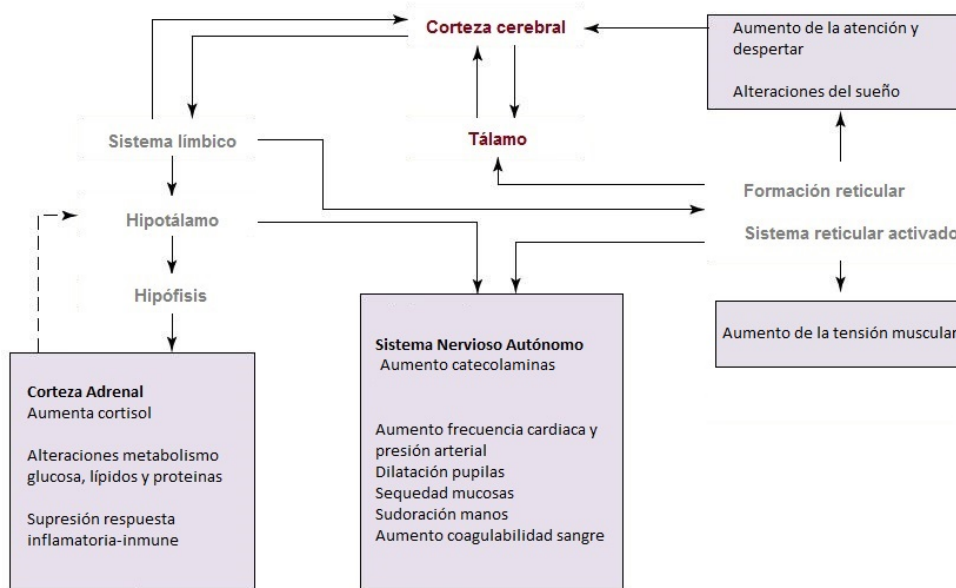 Corteza cerebral
Aumento de la atención y
despertar
Alteraciones del sueño
Sistema límbico
Tálamo
Formación reticular
Hipotálamo
Sistema reticular activado
Hipófisis
Sistema Nervioso Autónomo
Aumento catecolaminas
Aumento frecuencia cardiaca y
presión arterial
Dilatación pupilas
Sequedad mucosas
Sudoración manos
Aumento coagulabilidad sangre
Aumento de la tensión muscular
Corteza Adrenal
Aumenta cortisol
Alteraciones metabolismo
glucosa, lípidos y proteinas
Supresión respuesta
inflamatoria-inmune